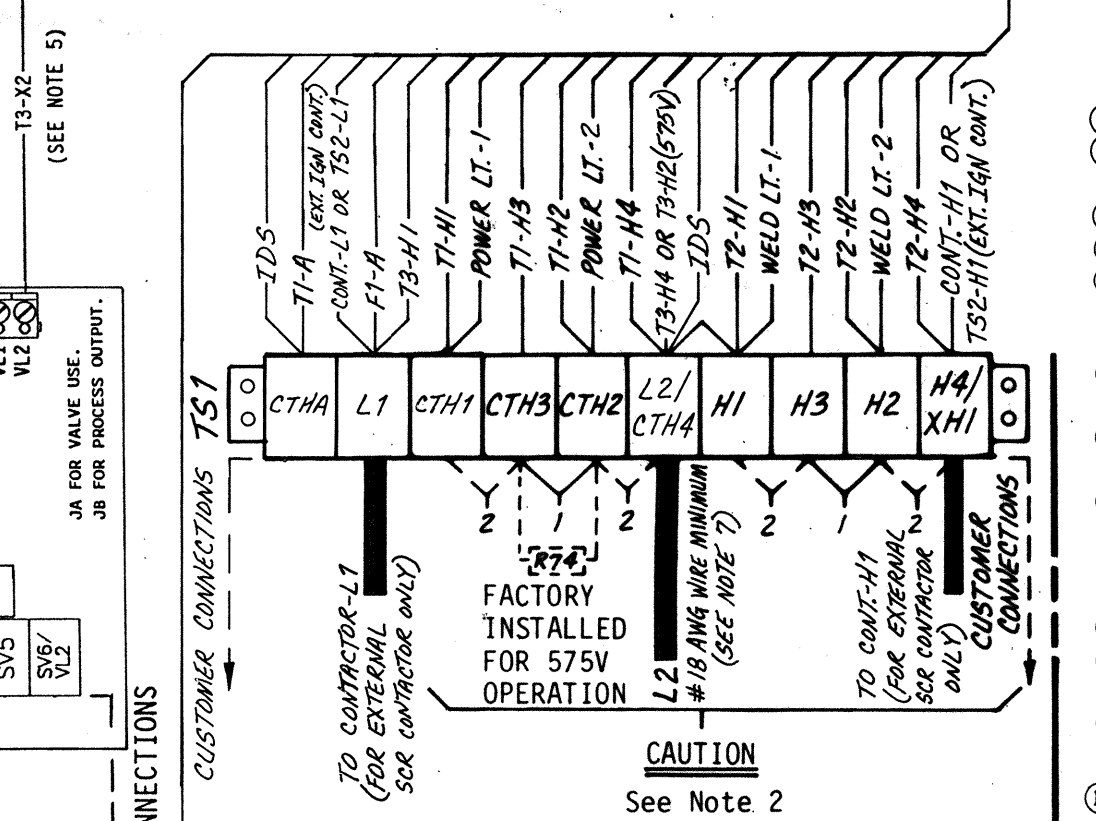 T3-X2
(SEE NOTE 5)
IDS
T1-A
(EXT. IGN CONT.)
CONT.-L1 OR TS2-L1
F1-A
T3-H1
T1-H1
POWER LT.-1
T1-H3
T1-H2
POWER LT.-2
T1-H4
T3-H4 OR T3-H2(575V)
IDS
T2-H1
WELD LT.-1
T2-H3
T2-H2
WELD LT.-2
T2-H4
CONT.-H1 OR
TS2-H1(EXT. IGN CONT.)
VL1
VL2
JA FOR VALVE USE.
JB FOR PROCESS OUTPUT.
TS1
CTHA
L1
CTH1
CTH3
CTH2
L2/
CTH4
H1
H3
H2
H4/
XH1
CUSTOMER CONNECTIONS
2
1
2
2
1
2
R74
FACTORY
INSTALLED
FOR 575V
OPERATION
TO CONTACTOR-L1
(FOR EXTERNAL
SCR CONTACTOR ONLY)
L2
#18 AWG WIRE MINIMUM
(SEE NOTE 7)
TO CONT.-H1
(FOR EXTERNAL
SCR CONTACTOR
ONLY)
CUSTOMER
CONNECTIONS
SV5
SV6/
VL2
NNECTIONS
CAUTION
See Note 2